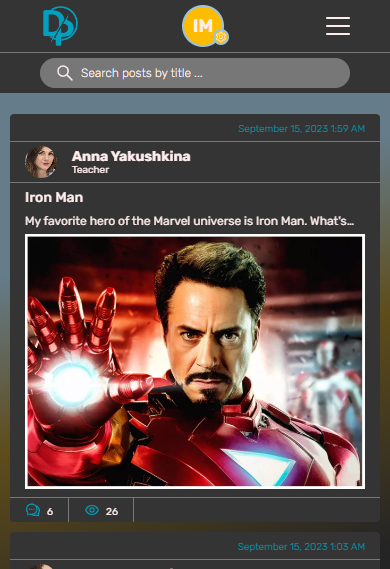 Dp
IM
Search posts by title ...
September 15, 2023 1:59 AM
Anna Yakushkina
Teacher
Iron Man
My favorite hero of the Marvel universe is Iron Man. What's...
6
26
September 15, 2023 1:03 AM